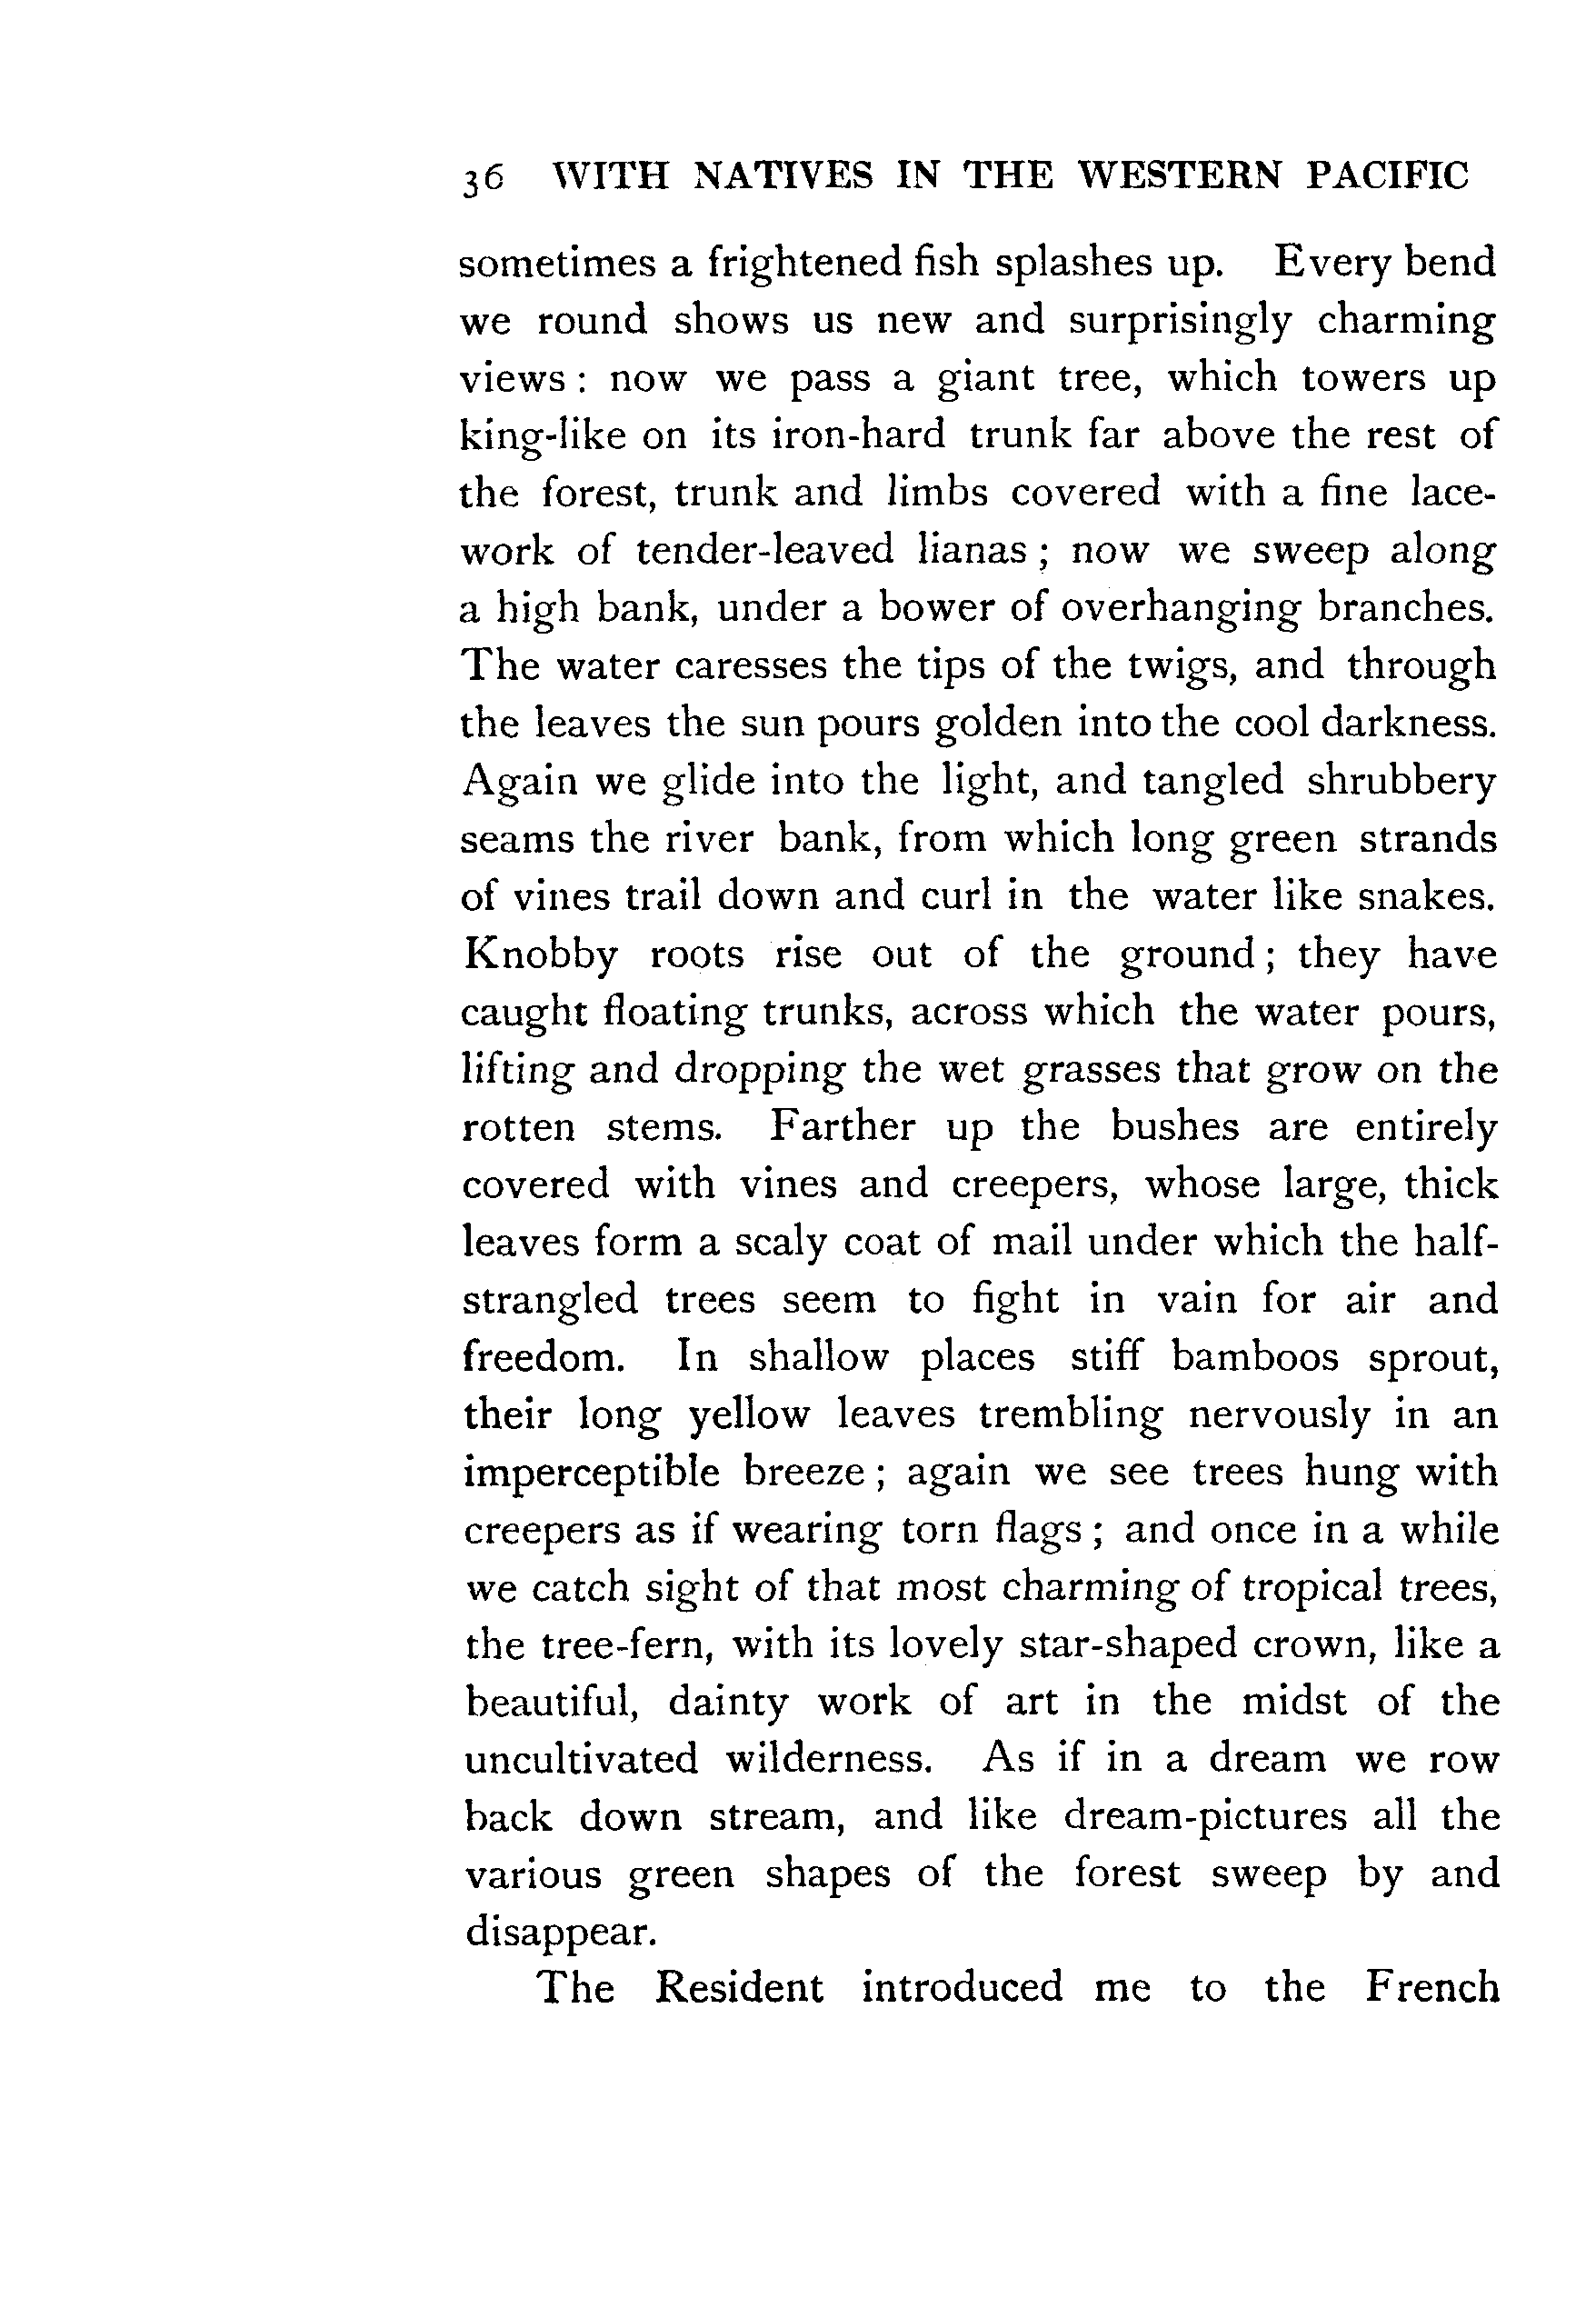 36 WITH NATIVES IN THE WESTERN PACIFIC
sometimes a frightened fish splashes up. Every bend
we round shows us new and surprisingly charming
views : now we pass a giant tree, which towers up
king-like on its iron-hard trunk far above the rest of
the forest, trunk and limbs covered with a fine lace-
work of tender-leaved lianas ; now we sweep along
a high bank, under a bower of overhanging branches.
The water caresses the tips of the twigs, and through
the leaves the sun pours golden into the cool darkness.
Again we glide into the light, and tangled shrubbery
seams the river bank, from which long green strands
of vines trail down and curl in the water like snakes.
Knobby roots rise out of the ground ; they have
caught floating trunks, across which the water pours,
lifting and dropping the wet grasses that grow on the
rotten stems. Farther up the bushes are entirely
covered with vines and creepers, whose large, thick
leaves form a scaly coat of mail under which the half-
strangled trees seem to fight in vain for air and
freedom. In shallow places stiff bamboos sprout,
their long yellow leaves trembling nervously in an
imperceptible breeze ; again we see trees hung with
creepers as if wearing torn flags ; and once in a while
we catch sight of that most charming of tropical trees,
the tree-fern, with its lovely star-shaped crown, like a
beautiful, dainty work of art in the midst of the
uncultivated wilderness. As if in a dream we row
back down stream, and like dream-pictures all the
various green shapes of the forest sweep by and
disappear.
The Resident introduced me to the French